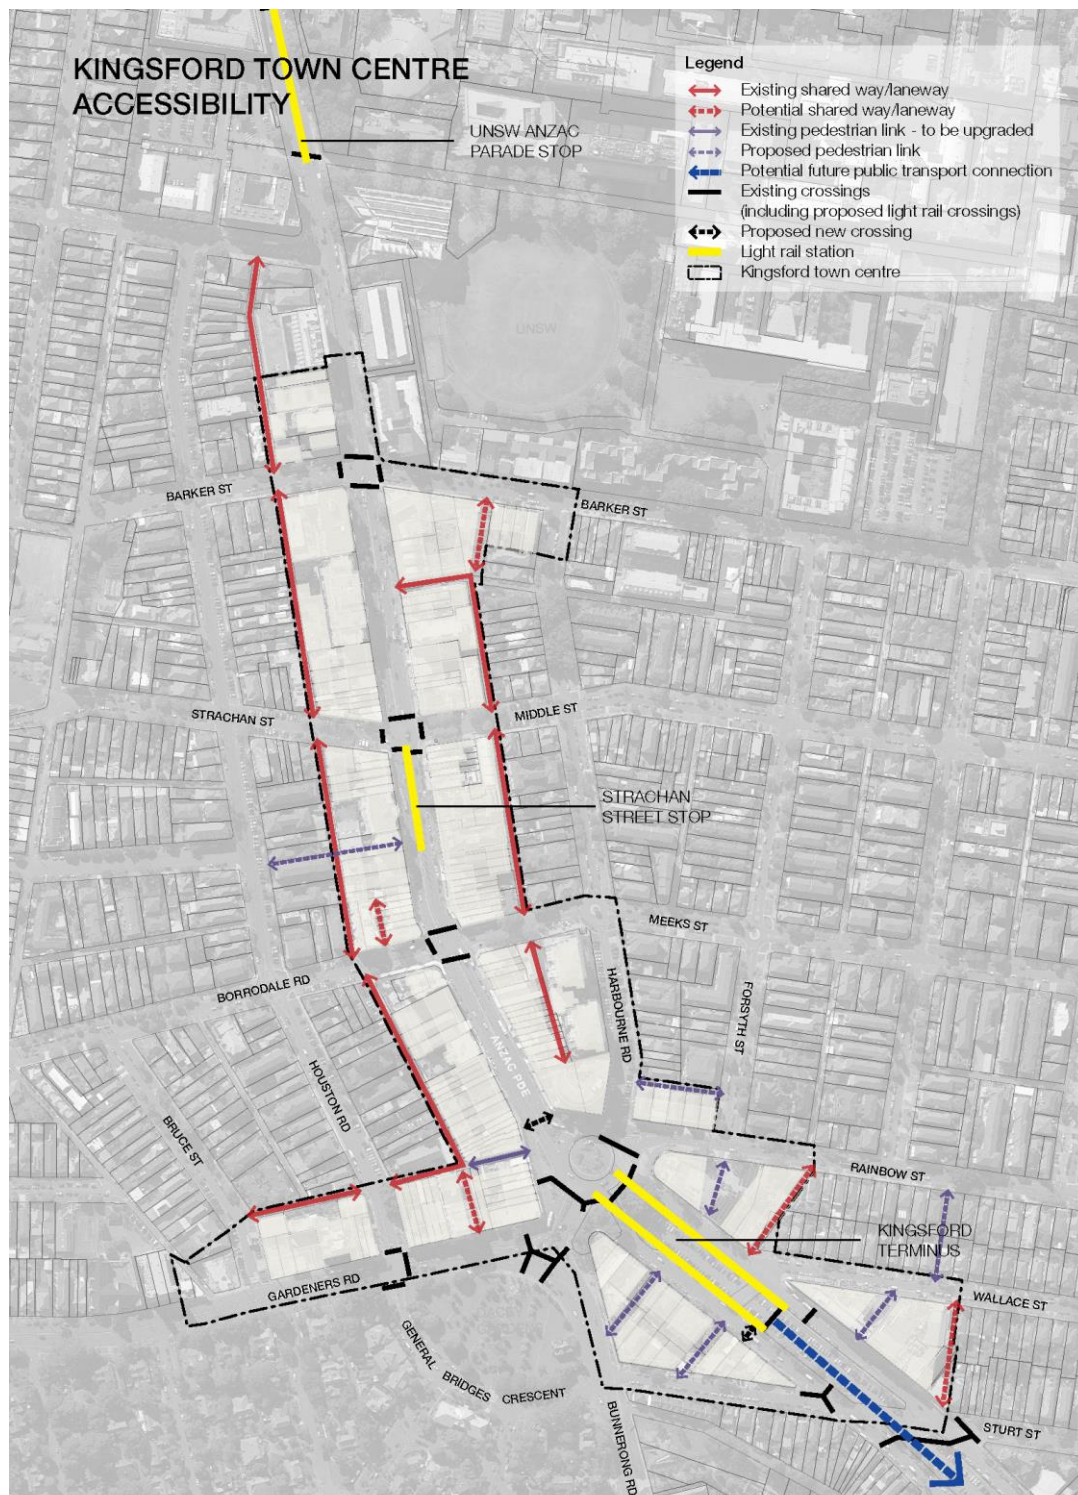 KINGSFORD TOWN CENTRE
ACCESSIBILITY
Legend
Existing shared way/laneway
Potential shared way/laneway
Existing pedestrian link - to be upgraded
Proposed pedestrian link
Potential future public transport connection
Existing crossings
(including proposed light rail crossings)
Proposed new crossing
Light rail station
Kingsford town centre
UNSW ANZAC
PARADE STOP
UNSW
BARKER ST
BARKER ST
STRACHAN ST
MIDDLE ST
STRACHAN
STREET STOP
MEEKS ST
BORRODALE RD
HARBOURNE RD
FORSYTH ST
ANZAC PDE
HOUSTON RD
BRUCE ST
RAINBOW ST
KINGSFORD
TERMINUS
GARDENERS RD
WALLACE ST
GENERAL BRIDGES CRESCENT
BUNNERONG RD
STURT ST